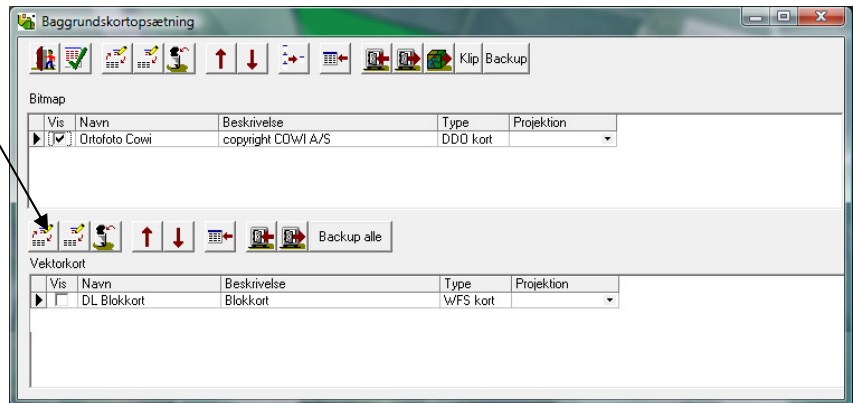 Baggrundskortopsætning
Klip Backup
Bitmap
Vis Navn Beskrivelse Type Projektion
Ortofoto Cowi copyright COWI A/S DDO kort
Backup alle
Vektorkort
Vis Navn Beskrivelse Type Projektion
DL Blokkort Blokkort WFS kort